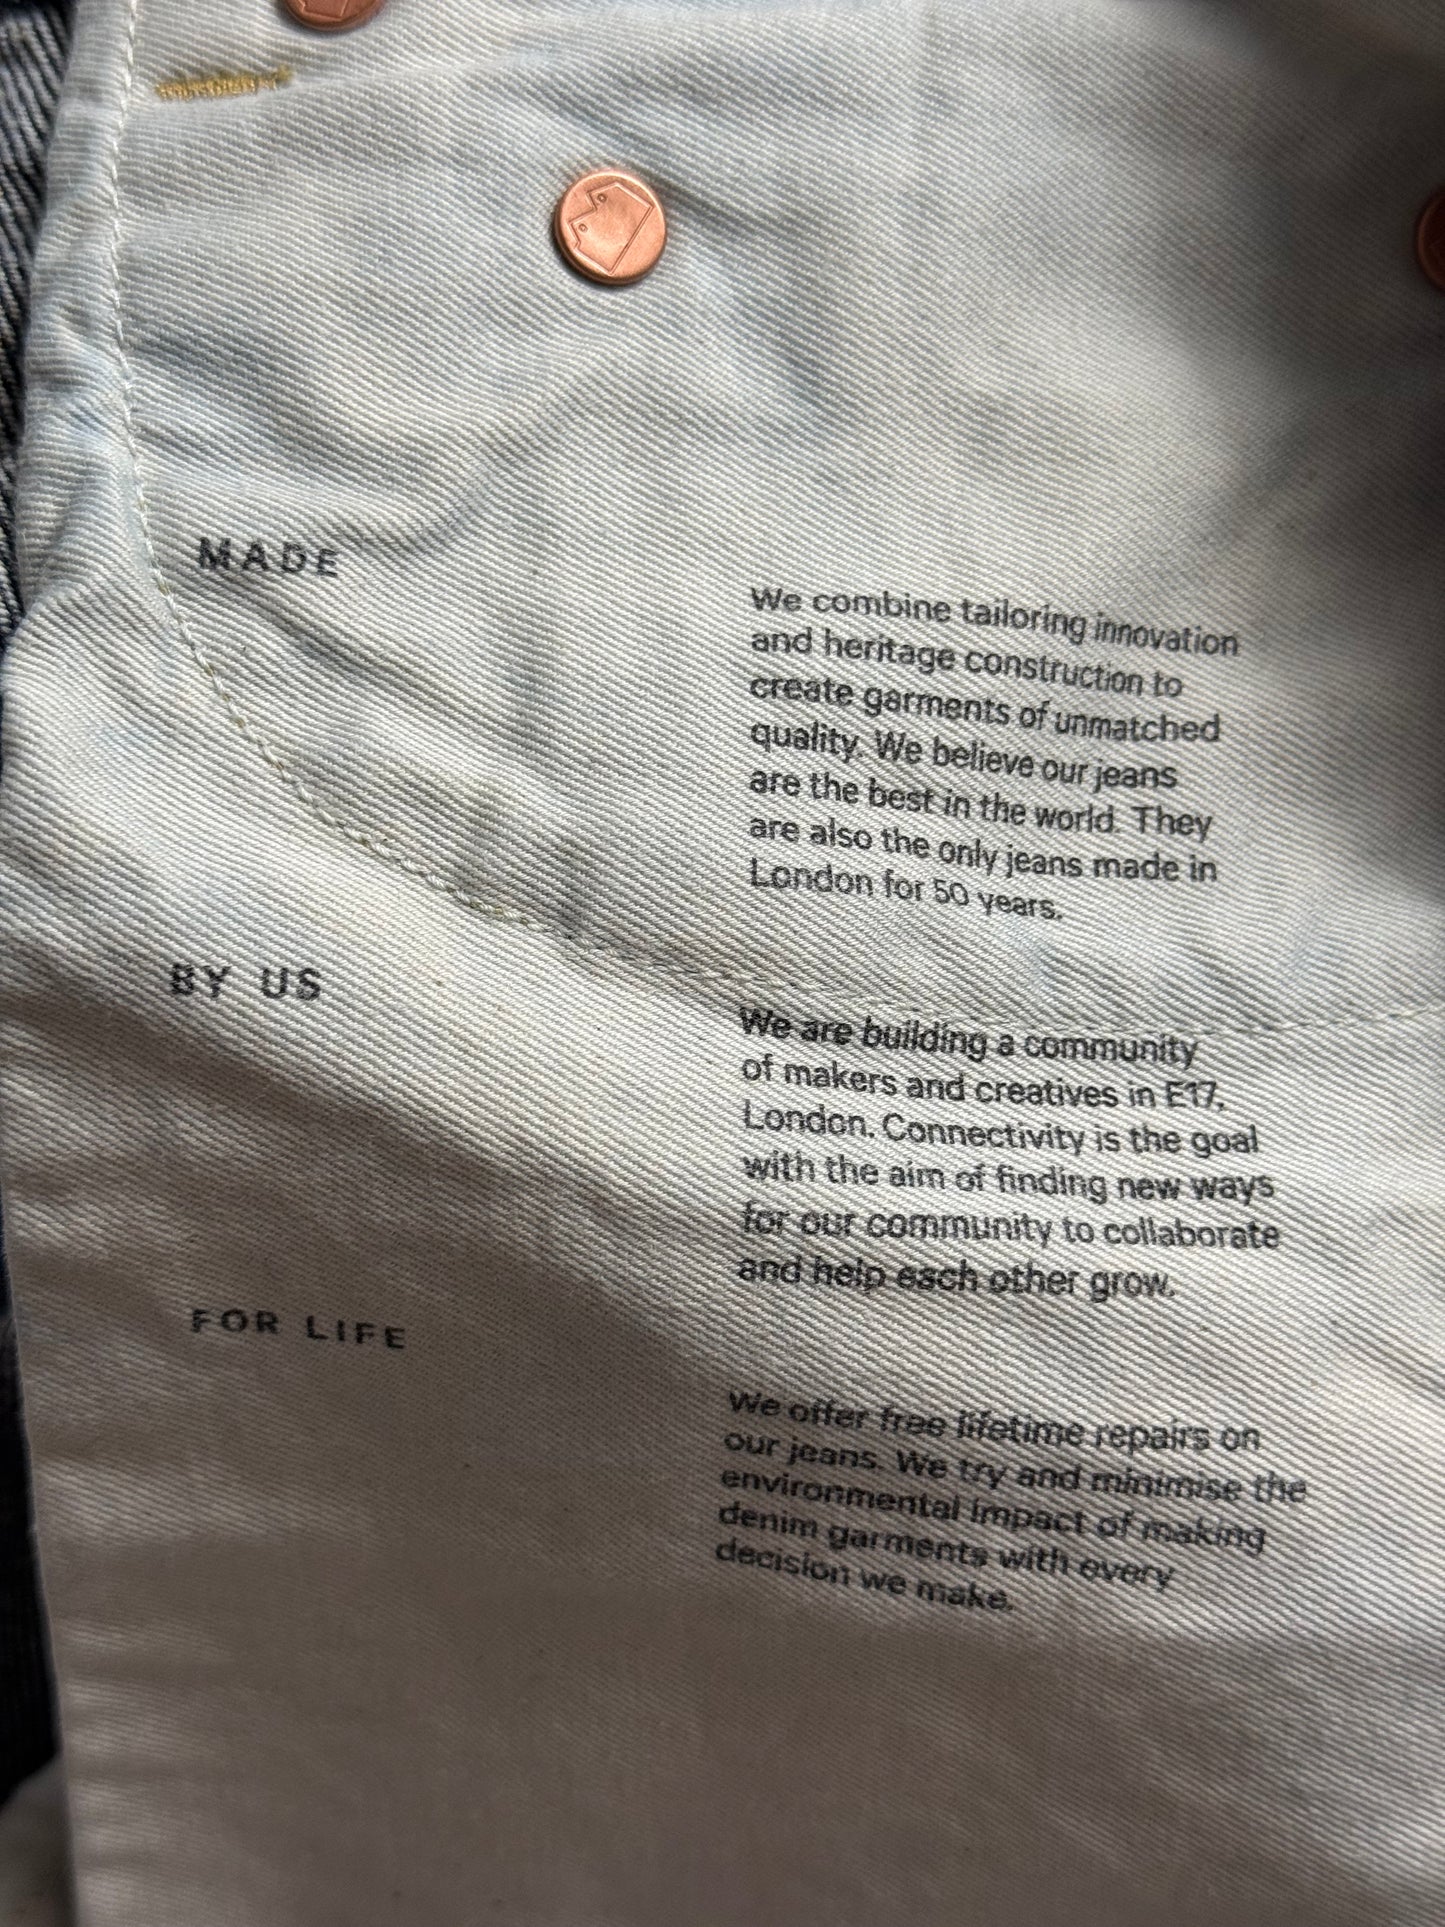 MADE
We combine tailoring innovation
and heritage construction to
create garments of unmatched
quality. We believe our jeans
are the best in the world. They
are also the only jeans made in
London for 50 years.
BY US
We are building a community
of makers and creatives in E17,
London. Connectivity is the goal
with the aim of finding new ways
for our community to collaborate
and help each other grow.
FOR LIFE
We offer free lifetime repairs on
our jeans. We try and minimise the
environmental impact of making
denim garments with every
decision we make.